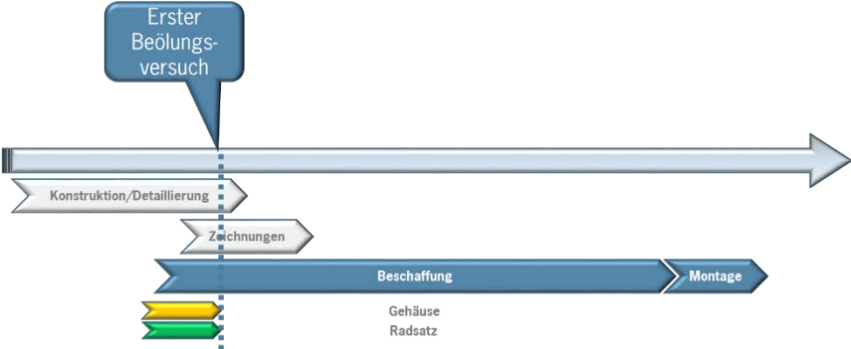 Erster
Beölungs-
versuch
Konstruktion/Detaillierung
Zeichnungen
Beschaffung
Montage
Gehäuse
Radsatz